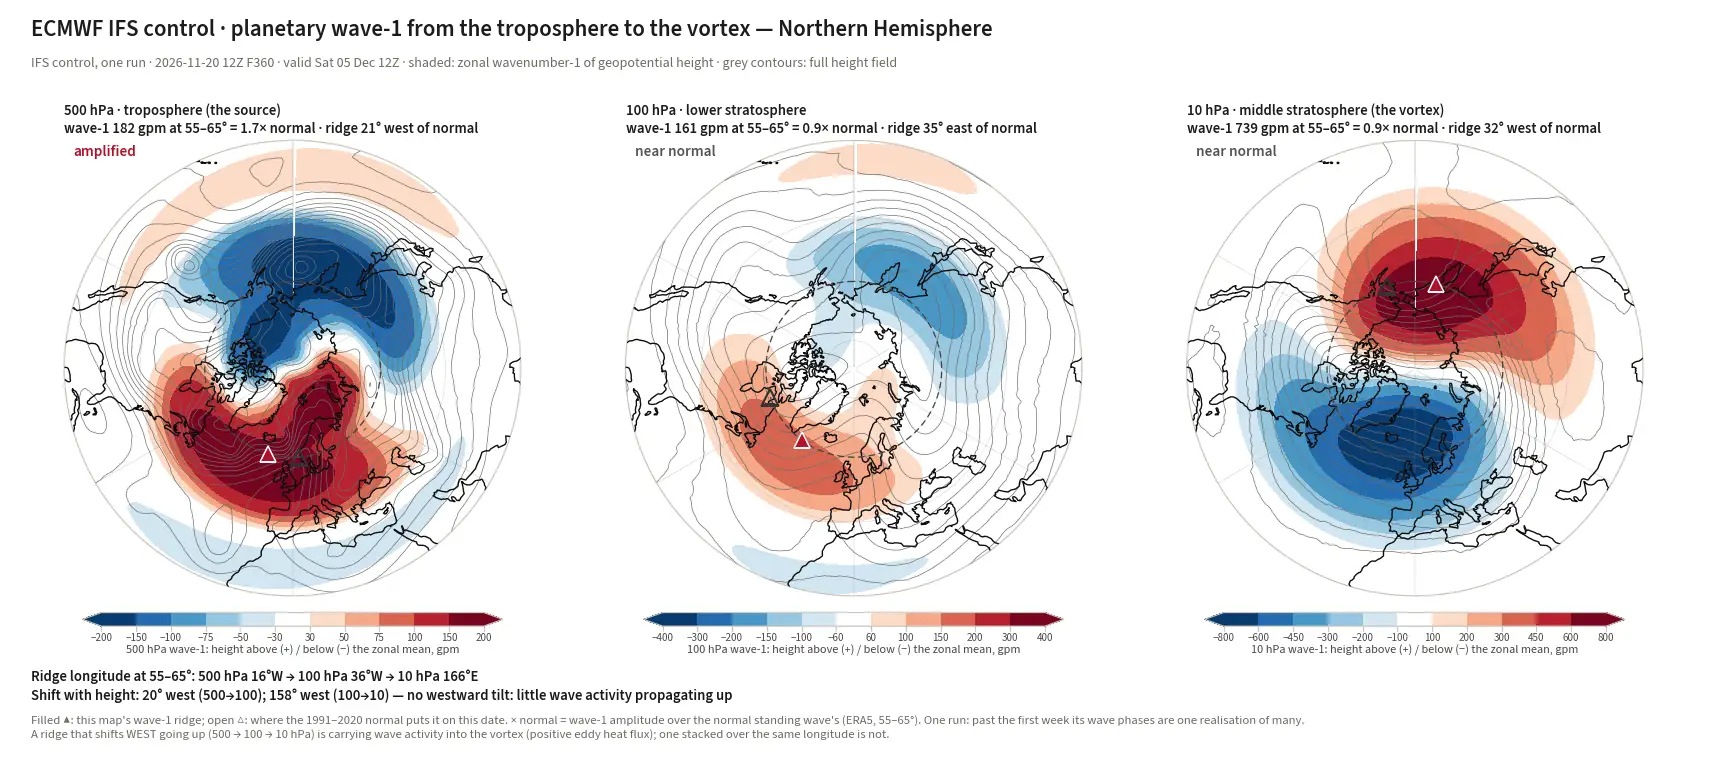 ECMWF IFS control · planetary wave-1 from the troposphere to the vortex — Northern Hemisphere
IFS control, one run · 2026-11-20 12Z F360 · valid Sat 05 Dec 12Z · shaded: zonal wavenumber-1 of geopotential height · grey contours: full height field
500 hPa · troposphere (the source)
wave-1 182 gpm at 55–65° = 1.7× normal · ridge 21° west of normal
amplified
100 hPa · lower stratosphere
wave-1 161 gpm at 55–65° = 0.9× normal · ridge 35° east of normal
near normal
10 hPa · middle stratosphere (the vortex)
wave-1 739 gpm at 55–65° = 0.9× normal · ridge 32° west of normal
near normal
−200 −150 −100 −75 −50 −30 30 50 75 100 150 200
500 hPa wave-1: height above (+) / below (−) the zonal mean, gpm
−400 −300 −200 −150 −100 −60 60 100 150 200 300 400
100 hPa wave-1: height above (+) / below (−) the zonal mean, gpm
−800 −600 −450 −300 −200 −100 100 200 300 450 600 800
10 hPa wave-1: height above (+) / below (−) the zonal mean, gpm
Ridge longitude at 55–65°: 500 hPa 16°W → 100 hPa 36°W → 10 hPa 166°E
Shift with height: 20° west (500→100); 158° west (100→10) — no westward tilt: little wave activity propagating up
Filled ▲: this map's wave-1 ridge; open △: where the 1991–2020 normal puts it on this date. × normal = wave-1 amplitude over the normal standing wave's (ERA5, 55–65°). One run: past the first week its wave phases are one realisation of many.
A ridge that shifts WEST going up (500 → 100 → 10 hPa) is carrying wave activity into the vortex (positive eddy heat flux); one stacked over the same longitude is not.